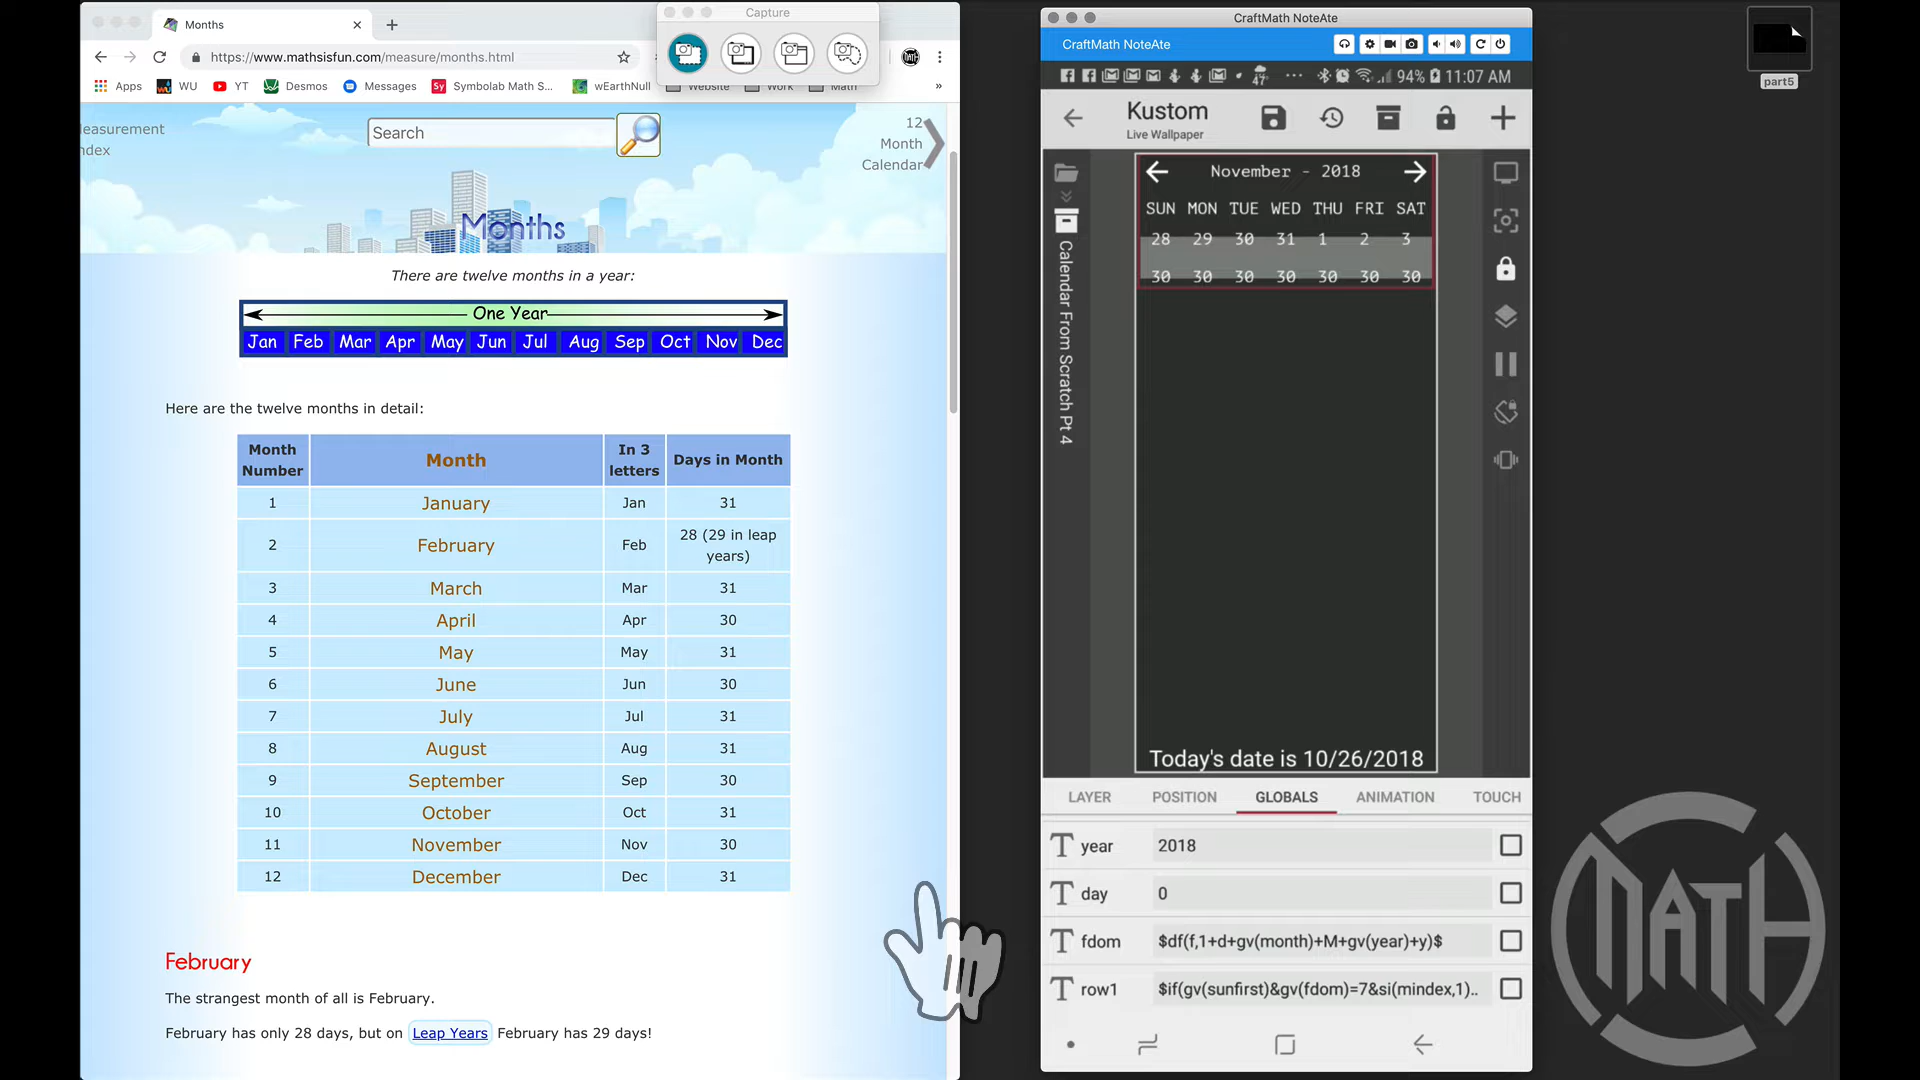 Months
https://www.mathsisfun.com/measure/months.html
Apps
WU
YT
Desmos
Messages
Symbolab Math S...
wEarthNull
Website
Work
Math
»
easurement
ndex
Search
12
Month
Calendar
Months
There are twelve months in a year:
One Year
Jan Feb Mar Apr May Jun Jul Aug Sep Oct Nov Dec
Here are the twelve months in detail:
Month Number Month In 3 letters Days in Month
1 January Jan 31
2 February Feb 28 (29 in leap years)
3 March Mar 31
4 April Apr 30
5 May May 31
6 June Jun 30
7 July Jul 31
8 August Aug 31
9 September Sep 30
10 October Oct 31
11 November Nov 30
12 December Dec 31
February
The strangest month of all is February.
February has only 28 days, but on Leap Years February has 29 days!
Capture
CraftMath NoteAte
CraftMath NoteAte
47 ... 94% 11:07 AM
Kustom
Live Wallpaper
Calendar From Scratch Pt 4
November - 2018
SUN MON TUE WED THU FRI SAT
28 29 30 31 1 2 3
30 30 30 30 30 30 30
Today's date is 10/26/2018
LAYER POSITION GLOBALS ANIMATION TOUCH
year 2018
day 0
fdom $df(f,1+d+gv(month)+M+gv(year)+y)$
row1 $if(gv(sunfirst)&gv(fdom)=7&si(mindex,1)..
part5
MATH